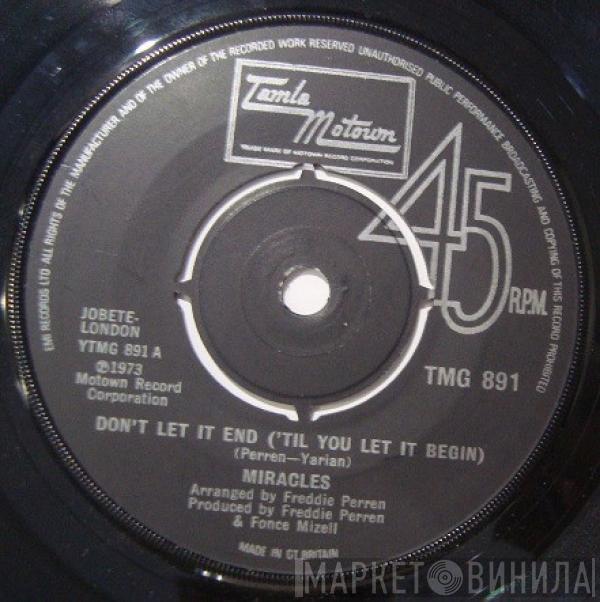 EMI RECORDS LTD ALL RIGHTS OF THE MANUFACTURER AND OF THE OWNER OF THE RECORDED WORK RESERVED UNAUTHORISED PUBLIC PERFORMANCE BROADCASTING AND COPYING OF THIS RECORD PROHIBITED
Tamla
Motown
TRADE MARK OF MOTOWN RECORD CORPORATION
45
R.P.M.
JOBETE-
LONDON
YTMG 891 A
℗1973
Motown Record
Corporation
TMG 891
DON'T LET IT END ('TIL YOU LET IT BEGIN)
(Perren—Yarian)
MIRACLES
Arranged by Freddie Perren
Produced by Freddie Perren
& Fonce Mizell
MADE IN GT. BRITAIN
МАРКЕТ ВИНИЛА